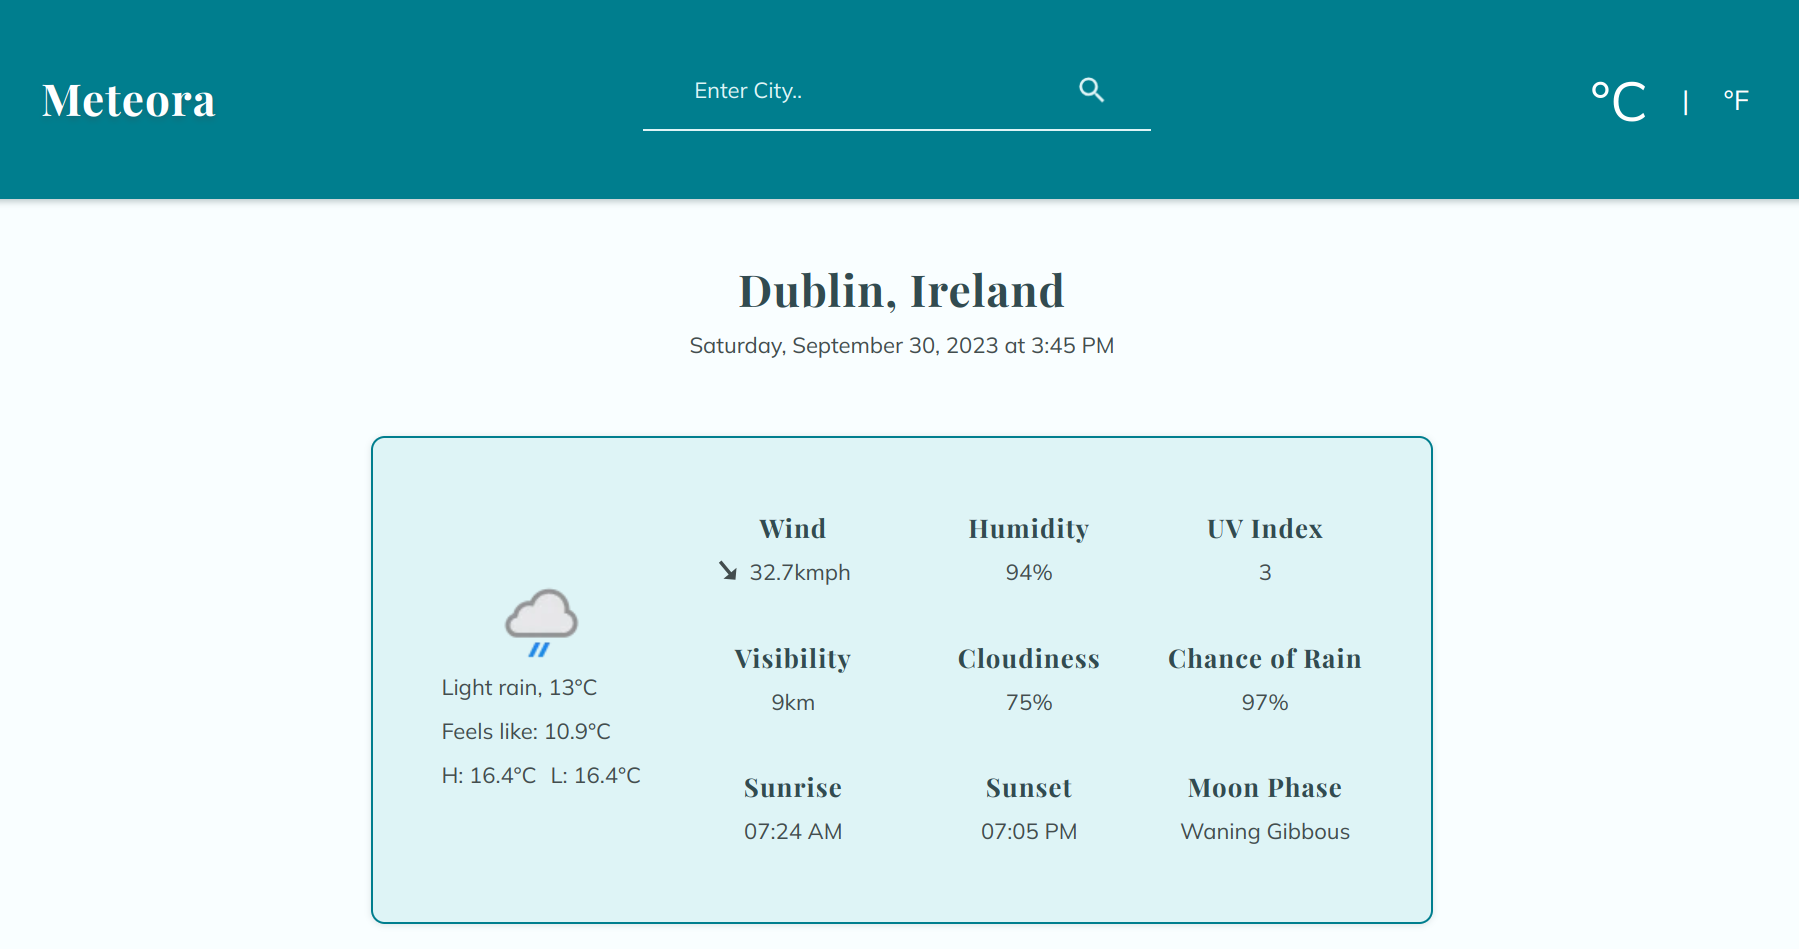 Meteora
Enter City..
°C | °F
Dublin, Ireland
Saturday, September 30, 2023 at 3:45 PM
Light rain, 13°C
Feels like: 10.9°C
H: 16.4°C L: 16.4°C
Wind
32.7kmph
Humidity
94%
UV Index
3
Visibility
9km
Cloudiness
75%
Chance of Rain
97%
Sunrise
07:24 AM
Sunset
07:05 PM
Moon Phase
Waning Gibbous